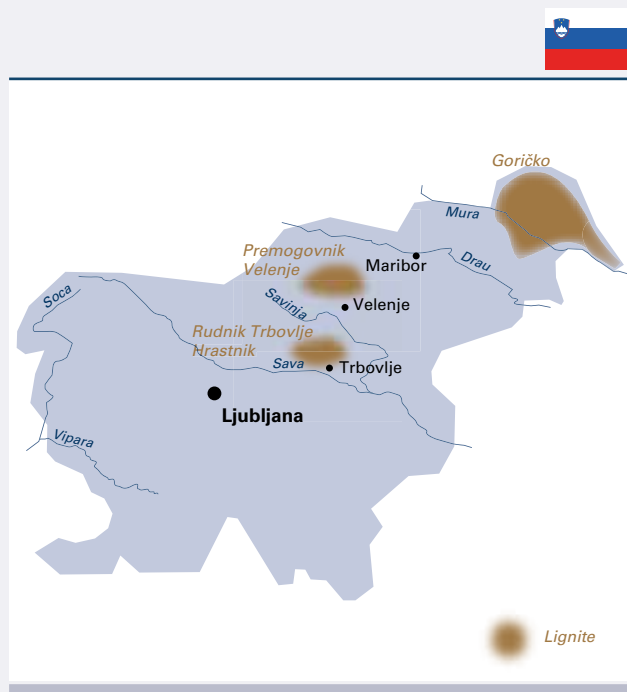 Goričko
Mura
Premogovnik
Velenje
Maribor
Drau
Soca
Savinja
Velenje
Rudnik Trbovlje
Hrastnik
Sava
Trbovlje
Ljubljana
Vipara
Lignite